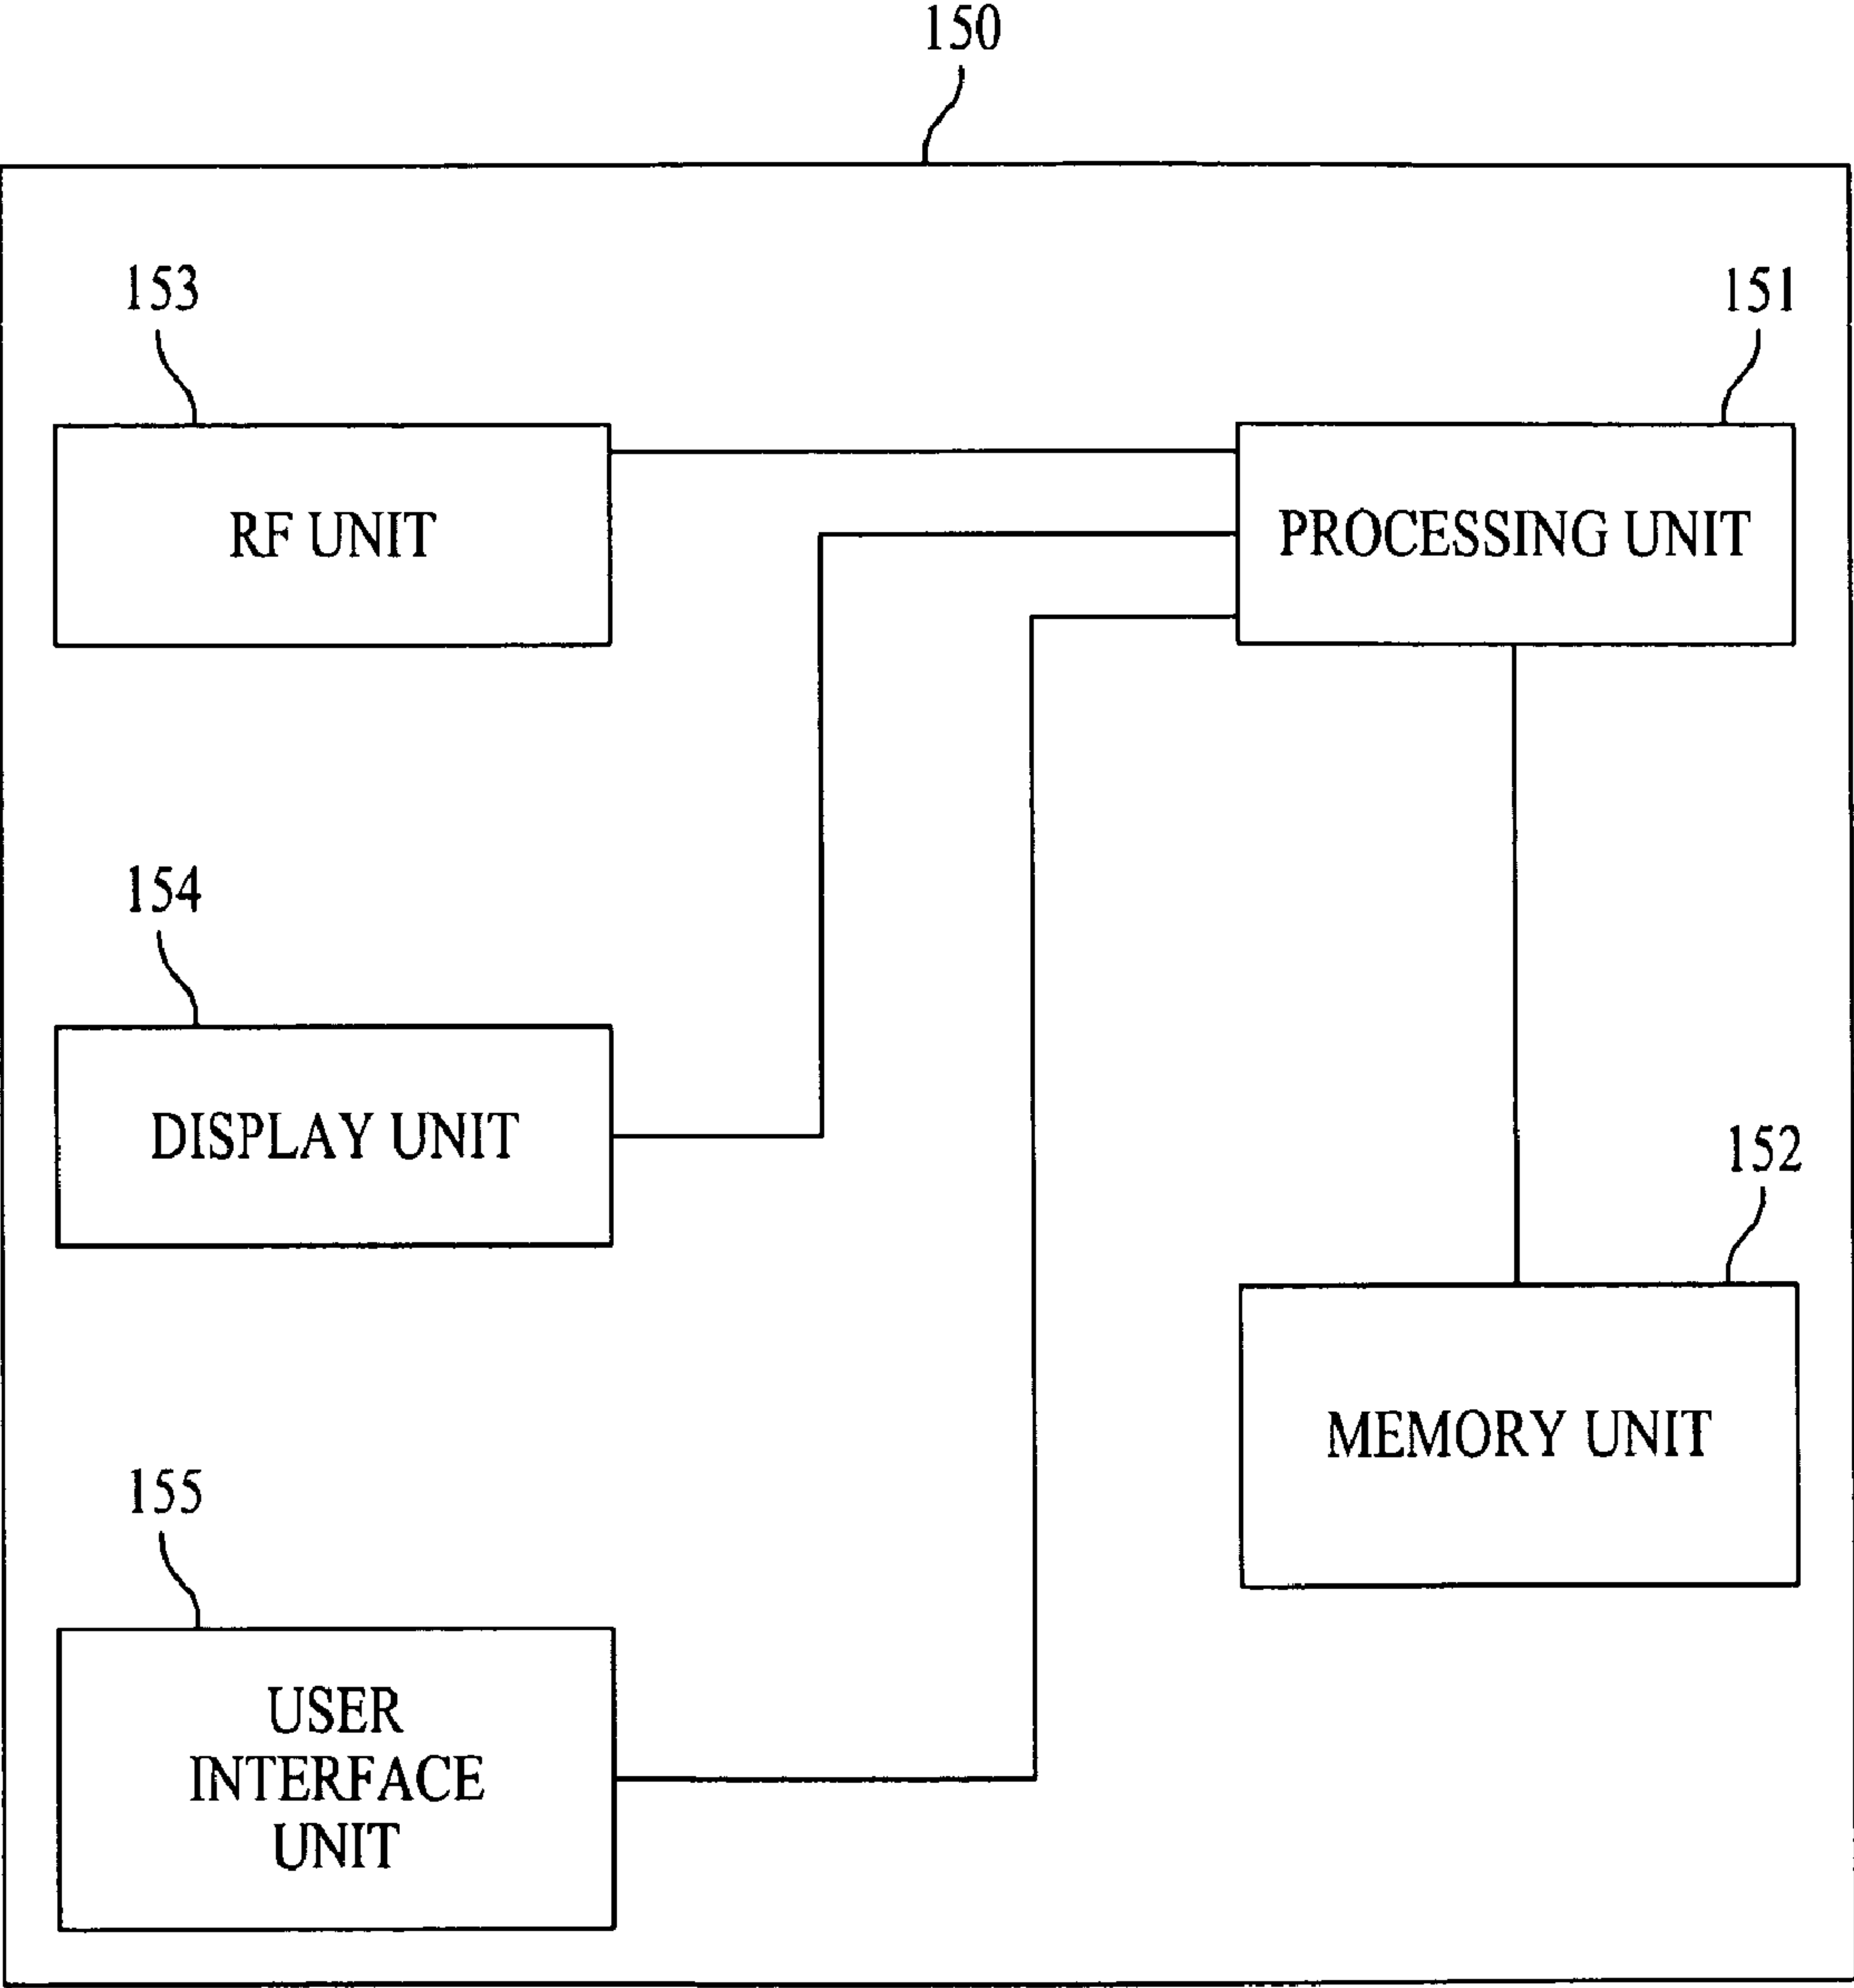 150
153
151
RF UNIT
PROCESSING UNIT
154
DISPLAY UNIT
152
MEMORY UNIT
155
USER
INTERFACE
UNIT